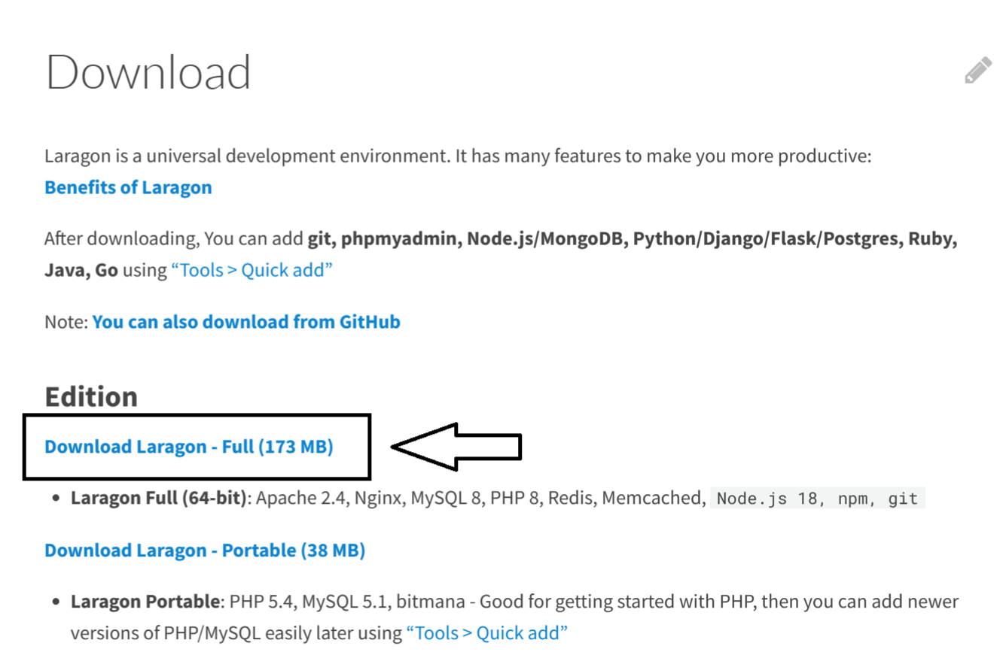 Download
Laragon is a universal development environment. It has many features to make you more productive:
Benefits of Laragon
After downloading, You can add git, phpmyadmin, Node.js/MongoDB, Python/Django/Flask/Postgres, Ruby,
Java, Go using “Tools > Quick add”
Note: You can also download from GitHub
Edition
Download Laragon - Full (173 MB)
• Laragon Full (64-bit): Apache 2.4, Nginx, MySQL 8, PHP 8, Redis, Memcached, Node.js 18, npm, git
Download Laragon - Portable (38 MB)
• Laragon Portable: PHP 5.4, MySQL 5.1, bitmana - Good for getting started with PHP, then you can add newer
versions of PHP/MySQL easily later using “Tools > Quick add”